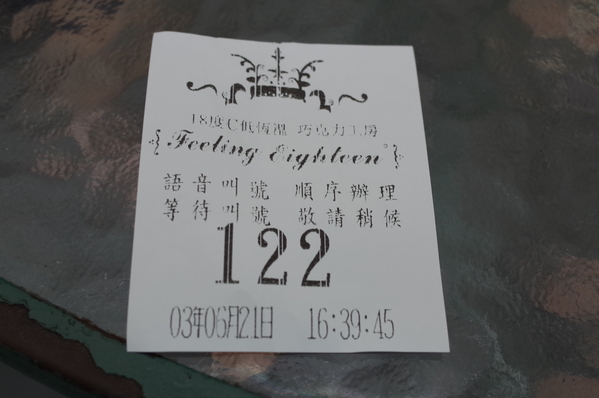 18度C低恆溫 巧克力工房
{Feeling Eighteen°}
語音叫號 順序辦理
等待叫號 敬請稍候
122
03年06月21日 16:39:45